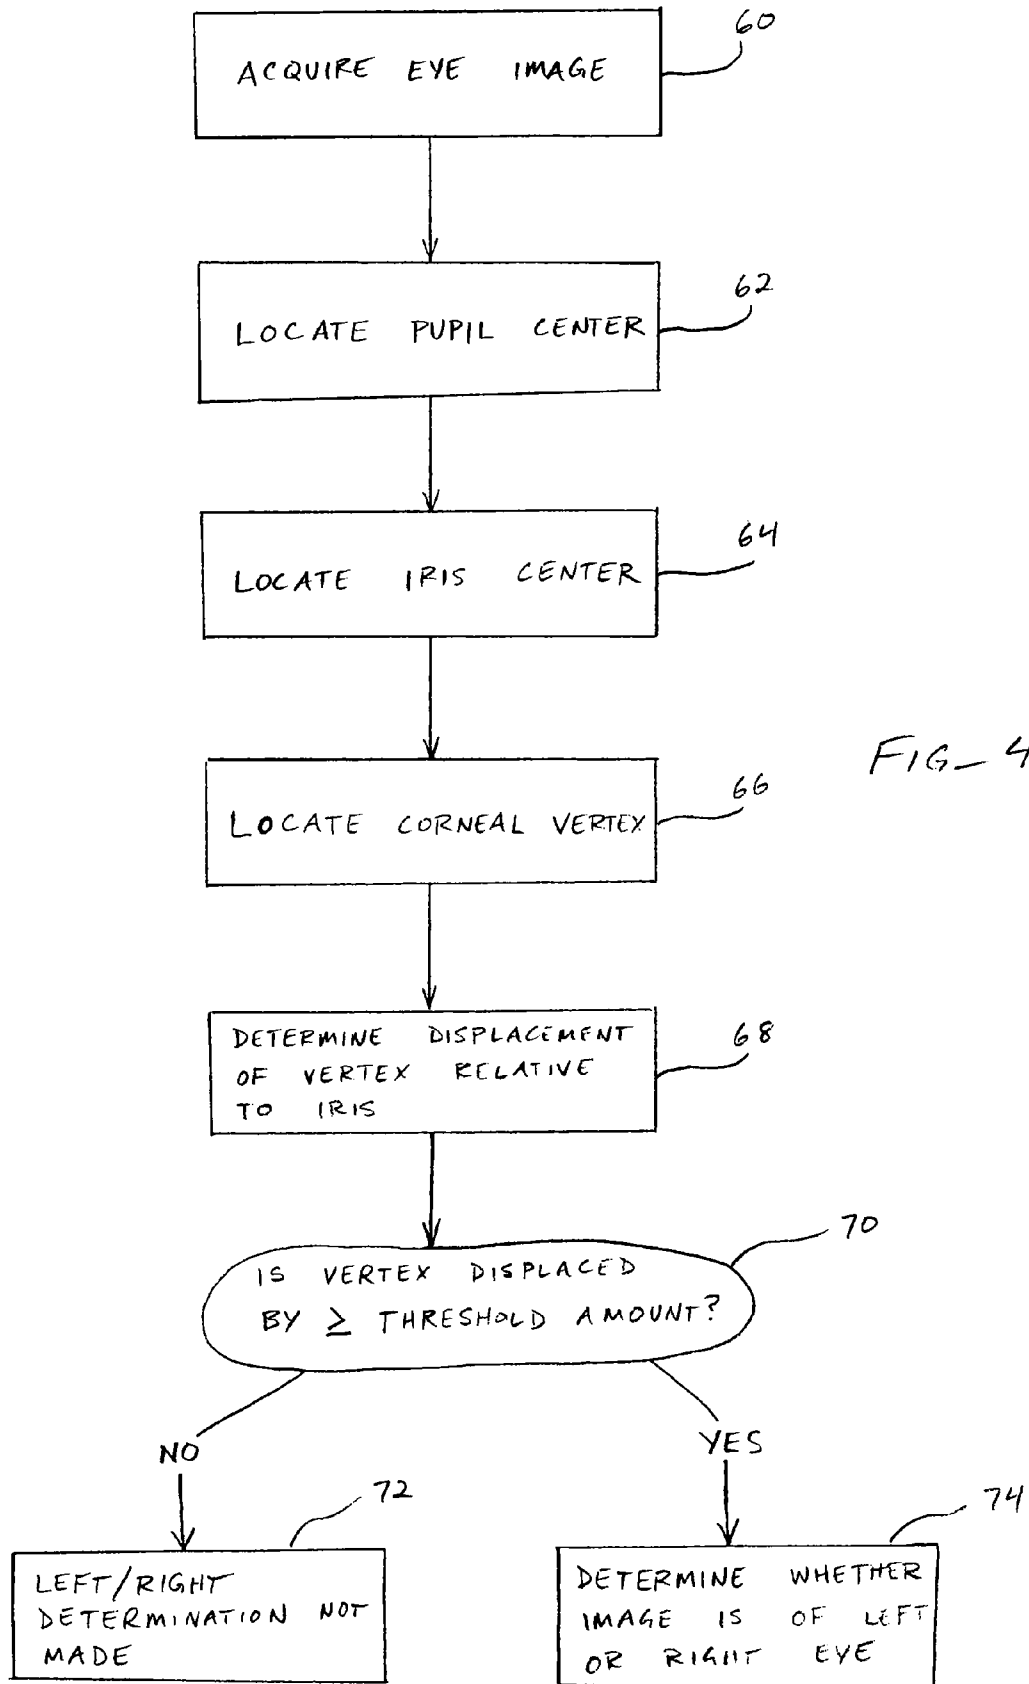 60
ACQUIRE EYE IMAGE
62
LOCATE PUPIL CENTER
64
LOCATE IRIS CENTER
FIG_ 4
66
LOCATE CORNEAL VERTEX
68
DETERMINE DISPLACEMENT
OF VERTEX RELATIVE
TO IRIS
70
IS VERTEX DISPLACED
BY ≥ THRESHOLD AMOUNT?
NO
YES
72
74
LEFT/RIGHT
DETERMINATION NOT
MADE
DETERMINE WHETHER
IMAGE IS OF LEFT
OR RIGHT EYE